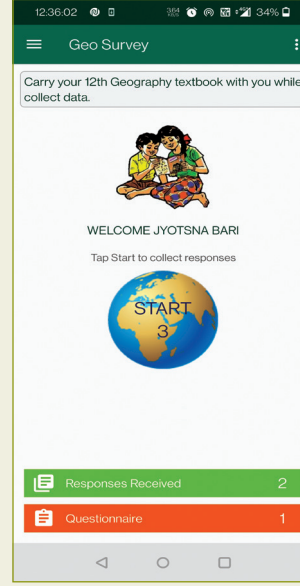 12:36:02 34%
Geo Survey
Carry your 12th Geography textbook with you while
collect data.
WELCOME JYOTSNA BARI
Tap Start to collect responses
START
3
Responses Received 2
Questionnaire 1